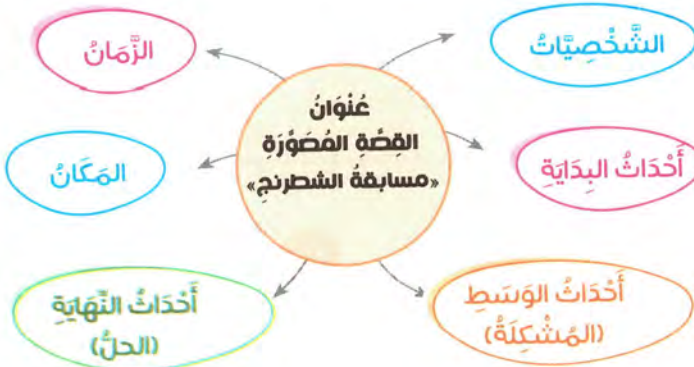 الشَّخْصِيَّاتُ
الزَّمَانُ
عُنْوَانُ
القِصَّةِ المُصَوَّرَةِ
«مسابقةُ الشطرنجِ»
أَحْدَاثُ البِدَايَةِ
المَكَانُ
أَحْدَاثُ الوَسَطِ
(المُشْكِلَةُ)
أَحْدَاثُ النِّهَايَةِ
(الحلُّ)